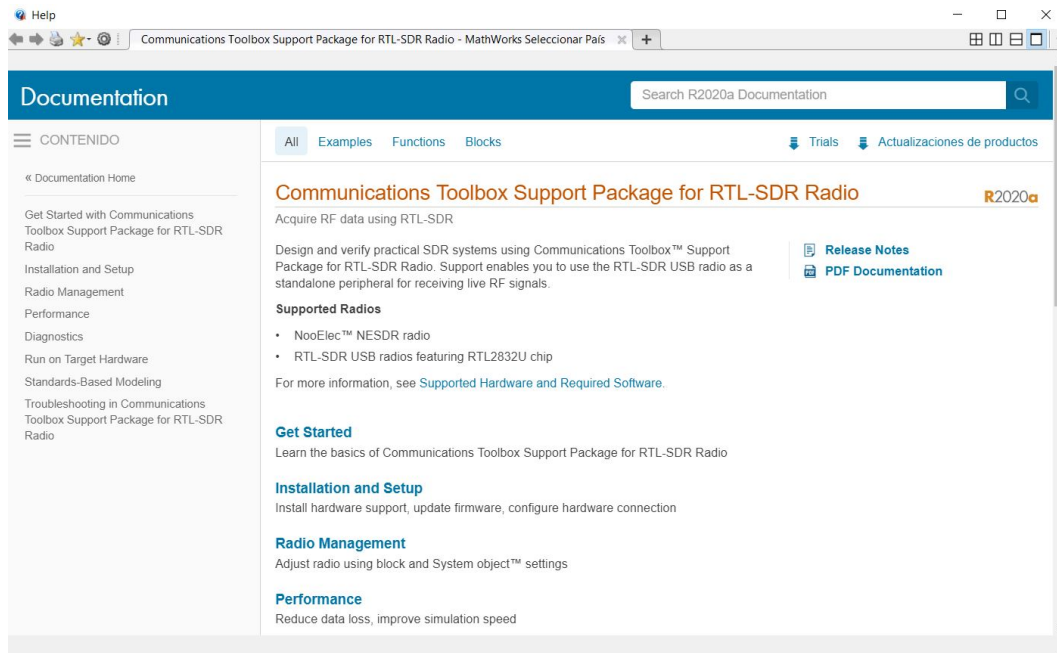 Help
Communications Toolbox Support Package for RTL-SDR Radio - MathWorks Seleccionar País
Documentation
Search R2020a Documentation
CONTENIDO
All Examples Functions Blocks
Trials Actualizaciones de productos
« Documentation Home
Get Started with Communications
Toolbox Support Package for RTL-SDR
Radio
Installation and Setup
Radio Management
Performance
Diagnostics
Run on Target Hardware
Standards-Based Modeling
Troubleshooting in Communications
Toolbox Support Package for RTL-SDR
Radio
Communications Toolbox Support Package for RTL-SDR Radio
R2020a
Acquire RF data using RTL-SDR
Design and verify practical SDR systems using Communications Toolbox™ Support
Package for RTL-SDR Radio. Support enables you to use the RTL-SDR USB radio as a
standalone peripheral for receiving live RF signals.
Release Notes
PDF Documentation
Supported Radios
• NooElec™ NESDR radio
• RTL-SDR USB radios featuring RTL2832U chip
For more information, see Supported Hardware and Required Software.
Get Started
Learn the basics of Communications Toolbox Support Package for RTL-SDR Radio
Installation and Setup
Install hardware support, update firmware, configure hardware connection
Radio Management
Adjust radio using block and System object™ settings
Performance
Reduce data loss, improve simulation speed